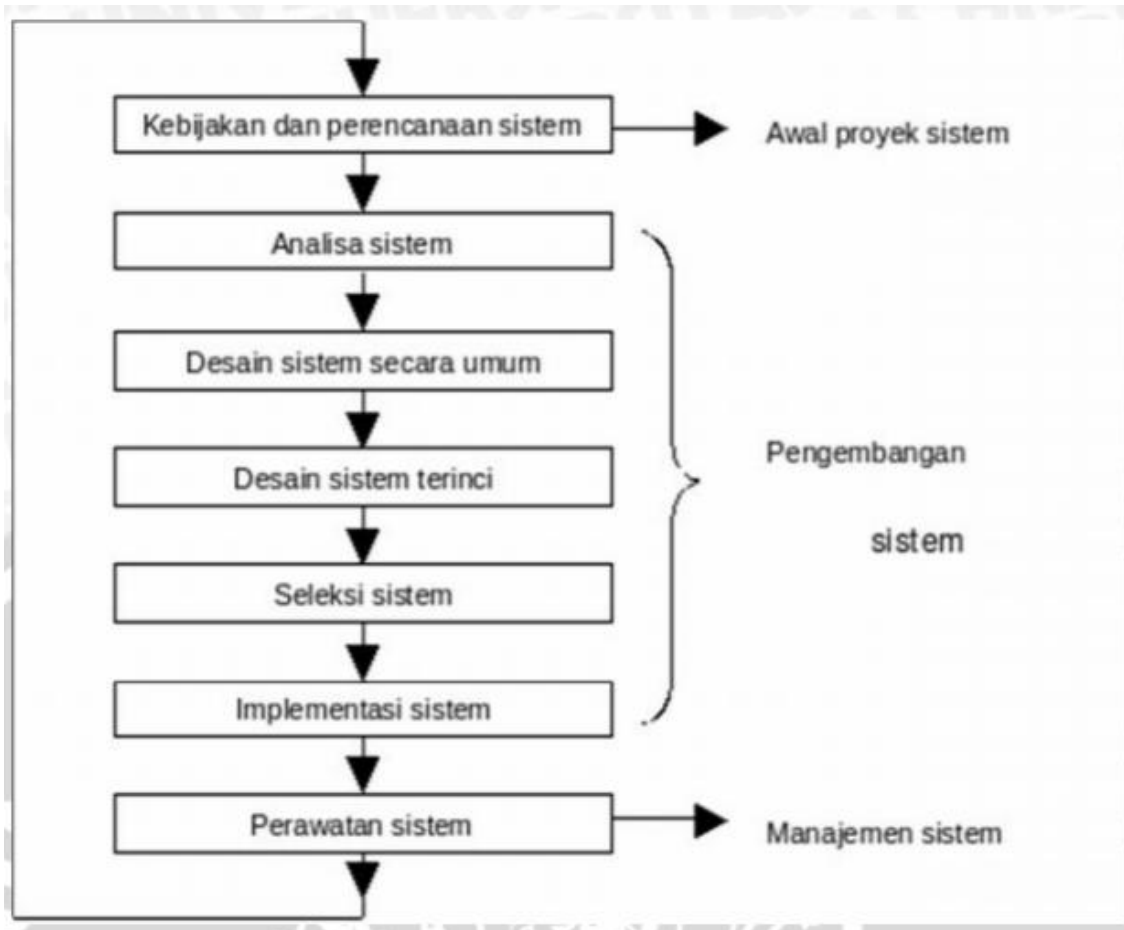 Kebijakan dan perencanaan sistem
Awal proyek sistem
Analisa sistem
Desain sistem secara umum
Desain sistem terinci
Pengembangan
sistem
Seleksi sistem
Implementasi sistem
Perawatan sistem
Manajemen sistem